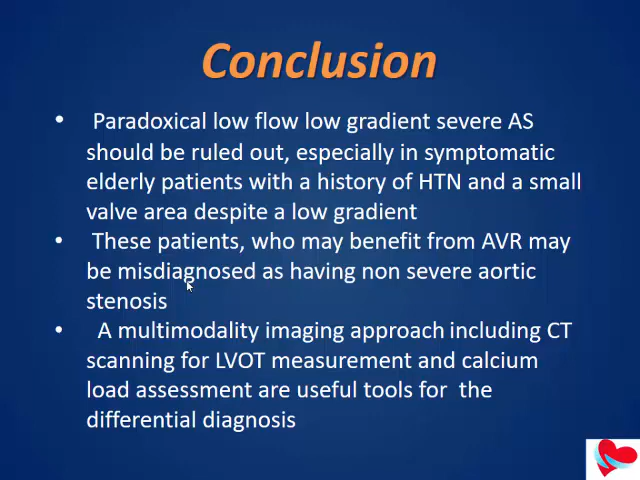 Conclusion
• Paradoxical low flow low gradient severe AS
should be ruled out, especially in symptomatic
elderly patients with a history of HTN and a small
valve area despite a low gradient
• These patients, who may benefit from AVR may
be misdiagnosed as having non severe aortic
stenosis
• A multimodality imaging approach including CT
scanning for LVOT measurement and calcium
load assessment are useful tools for the
differential diagnosis